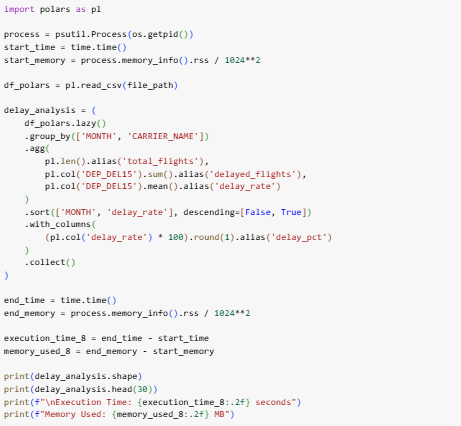 import polars as pl
process = psutil.Process(os.getpid())
start_time = time.time()
start_memory = process.memory_info().rss / 1024**2
df_polars = pl.read_csv(file_path)
delay_analysis = (
    df_polars.lazy()
    .group_by(['MONTH', 'CARRIER_NAME'])
    .agg(
        pl.len().alias('total_flights'),
        pl.col('DEP_DEL15').sum().alias('delayed_flights'),
        pl.col('DEP_DEL15').mean().alias('delay_rate')
    )
    .sort(['MONTH', 'delay_rate'], descending=[False, True])
    .with_columns(
        (pl.col('delay_rate') * 100).round(1).alias('delay_pct')
    )
    .collect()
)
end_time = time.time()
end_memory = process.memory_info().rss / 1024**2
execution_time_8 = end_time - start_time
memory_used_8 = end_memory - start_memory
print(delay_analysis.shape)
print(delay_analysis.head(30))
print(f"\nExecution Time: {execution_time_8:.2f} seconds")
print(f"Memory Used: {memory_used_8:.2f} MB")